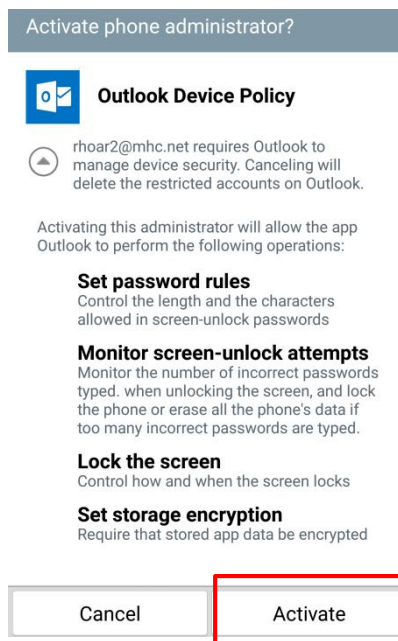 Activate phone administrator?
Outlook Device Policy
rhoar2@mhc.net requires Outlook to
manage device security. Canceling will
delete the restricted accounts on Outlook.
Activating this administrator will allow the app
Outlook to perform the following operations:
Set password rules
Control the length and the characters
allowed in screen-unlock passwords
Monitor screen-unlock attempts
Monitor the number of incorrect passwords
typed. when unlocking the screen, and lock
the phone or erase all the phone's data if
too many incorrect passwords are typed.
Lock the screen
Control how and when the screen locks
Set storage encryption
Require that stored app data be encrypted
Cancel Activate